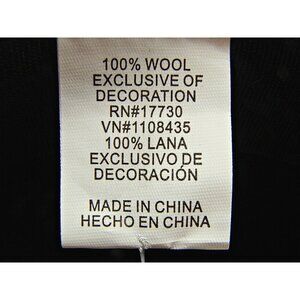 100% WOOL
EXCLUSIVE OF
DECORATION
RN#17730
VN#1108435
100% LANA
EXCLUSIVO DE
DECORACIÓN
MADE IN CHINA
HECHO EN CHINA